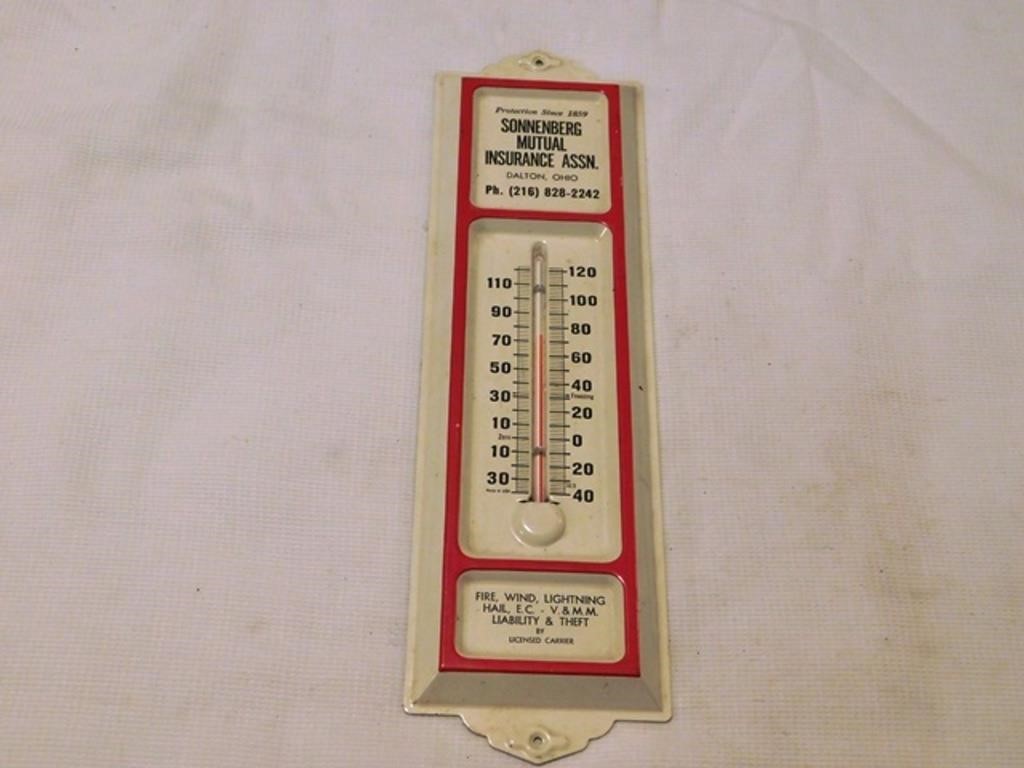 Protection Since 1859
SONNENBERG
MUTUAL
INSURANCE ASSN.
DALTON, OHIO
Ph. (216) 828-2242
120
110
100
90
80
70
60
50
40
30 Freezing
20
10
Zero 0
10
20
30
40
FIRE, WIND, LIGHTNING
HAIL, E.C. - V.&M.M.
LIABILITY & THEFT
BY
LICENSED CARRIER